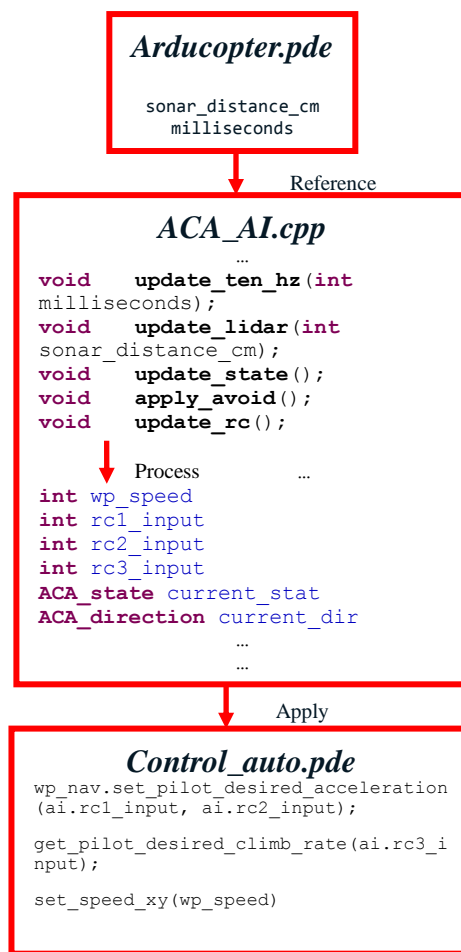 Arducopter.pde
sonar_distance_cm
milliseconds
Reference
ACA_AI.cpp
…
void update_ten_hz(int
milliseconds);
void update_lidar(int
sonar_distance_cm);
void update_state();
void apply_avoid();
void update_rc();
Process …
int wp_speed
int rc1_input
int rc2_input
int rc3_input
ACA_state current_stat
ACA_direction current_dir
…
…
Apply
Control_auto.pde
wp_nav.set_pilot_desired_acceleration
(ai.rc1_input, ai.rc2_input);
get_pilot_desired_climb_rate(ai.rc3_i
nput);
set_speed_xy(wp_speed)